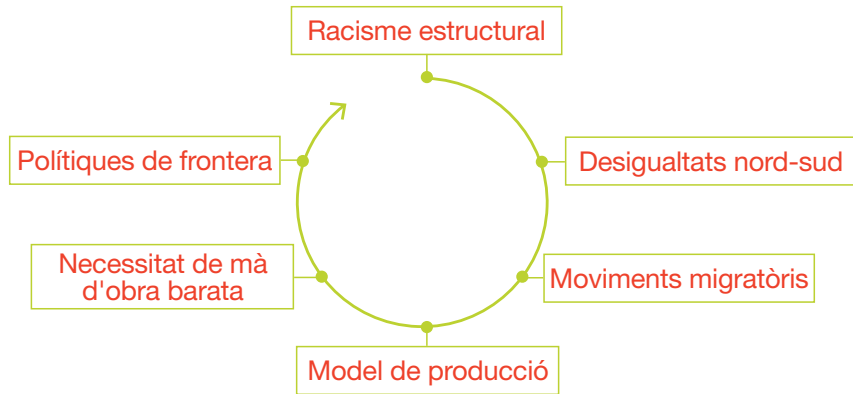 Racisme estructural
Desigualtats nord-sud
Moviments migratòris
Model de producció
Necessitat de mà
d'obra barata
Polítiques de frontera